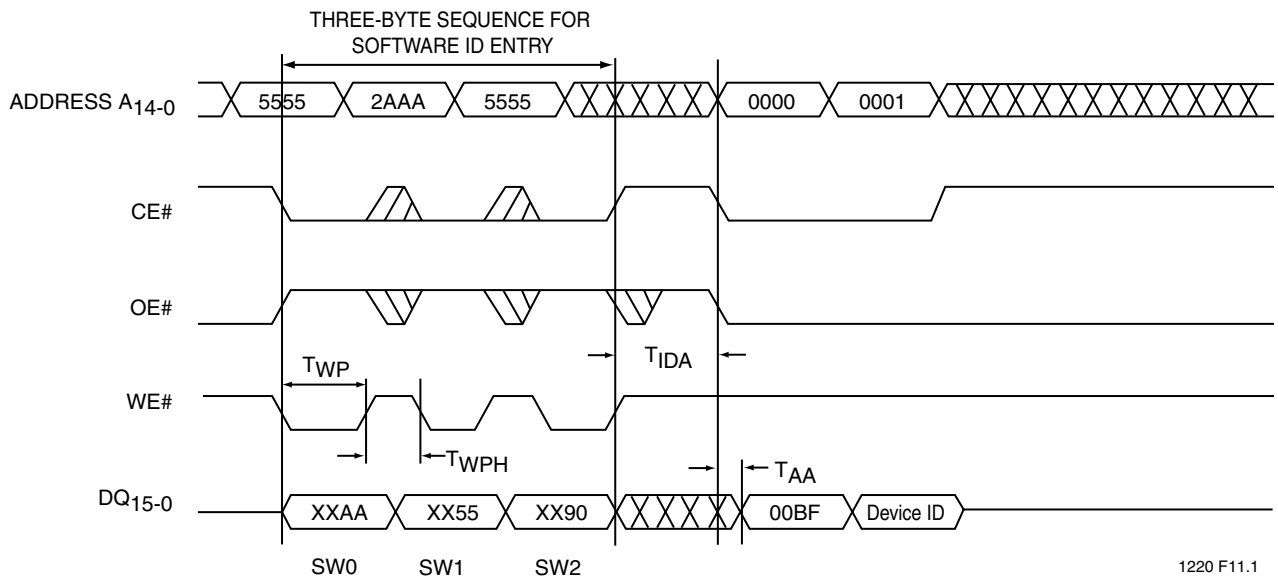 THREE-BYTE SEQUENCE FOR
SOFTWARE ID ENTRY
ADDRESS A14-0
5555 2AAA 5555 0000 0001
CE#
OE#
TIDA
TWP
WE#
TWPH
TAA
DQ15-0
XXAA XX55 XX90 00BF Device ID
SW0 SW1 SW2
1220 F11.1